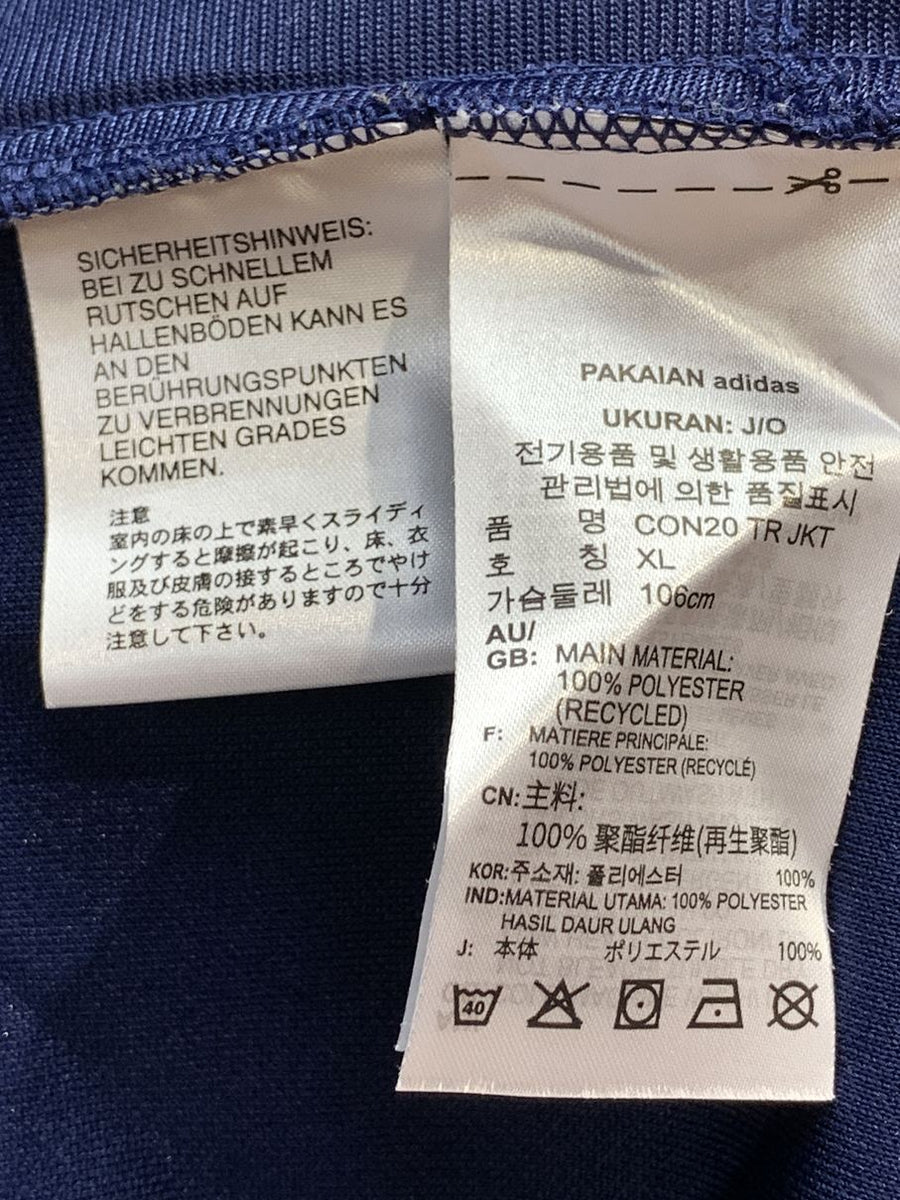 SICHERHEITSHINWEIS:
BEI ZU SCHNELLEM
RUTSCHEN AUF
HALLENBÖDEN KANN ES
AN DEN
BERÜHRUNGSPUNKTEN
ZU VERBRENNUNGEN
LEICHTEN GRADES
KOMMEN.
注意
室内の床の上で素早くスライディ
ングすると摩擦が起こり、床、衣
服及び皮膚の接するところでやけ
どをする危険がありますので十分
注意して下さい。
PAKAIAN adidas
UKURAN: J/O
전기용품 및 생활용품 안전
관리법에 의한 품질표시
품 명 CON20 TR JKT
호 칭 XL
가슴둘레 106cm
AU/
GB: MAIN MATERIAL:
100% POLYESTER
(RECYCLED)
F: MATIERE PRINCIPALE:
100% POLYESTER (RECYCLÉ)
CN: 主料:
100% 聚酯纤维(再生聚酯)
KOR: 주소재: 폴리에스터 100%
IND: MATERIAL UTAMA: 100% POLYESTER
HASIL DAUR ULANG
J: 本体 ポリエステル 100%
40